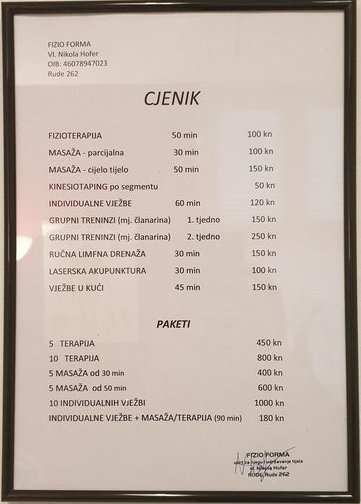 FIZIO FORMA
Vl. Nikola Hofer
OIB: 46078947023
Rude 262
CJENIK
FIZIOTERAPIJA 50 min 100 kn
MASAŽA - parcijalna 30 min 100 kn
MASAŽA - cijelo tijelo 50 min 150 kn
KINESIOTAPING po segmentu 50 kn
INDIVIDUALNE VJEŽBE 60 min 120 kn
GRUPNI TRENINZI (mj. članarina) 1. tjedno 150 kn
GRUPNI TRENINZI (mj. članarina) 2. tjedno 250 kn
RUČNA LIMFNA DRENAŽA 30 min 150 kn
LASERSKA AKUPUNKTURA 30 min 100 kn
VJEŽBE U KUĆI 45 min 150 kn
PAKETI
5 TERAPIJA 450 kn
10 TERAPIJA 800 kn
5 MASAŽA od 30 min 400 kn
5 MASAŽA od 50 min 600 kn
10 INDIVIDUALNIH VJEŽBI 1000 kn
INDIVIDUALNE VJEŽBE + MASAŽA/TERAPIJA (90 min) 180 kn
FIZIO FORMA
održavanje tijela
vl. Nikola Hofer
RUDE, Rude 262